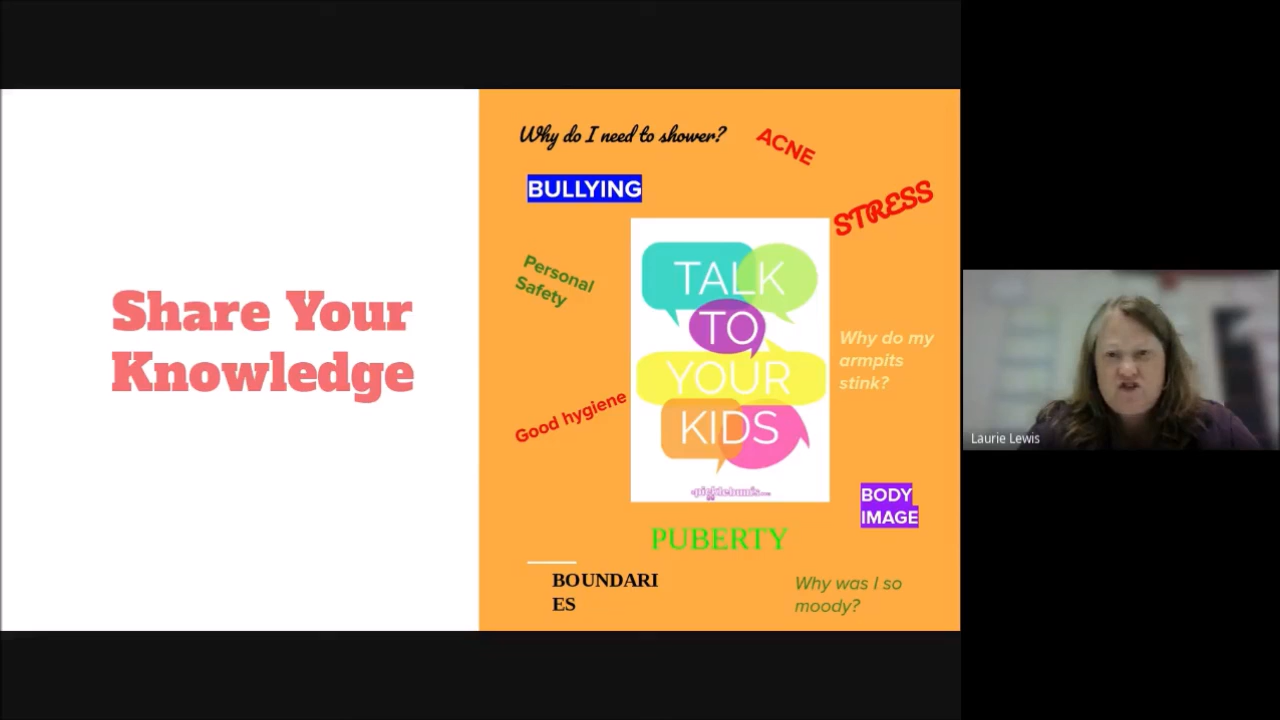 Share Your
Knowledge
Why do I need to shower?
ACNE
BULLYING
STRESS
Personal
Safety
TALK
TO
YOUR
KIDS
Why do my
armpits
stink?
Good hygiene
BODY
IMAGE
PUBERTY
BOUNDARI
ES
Why was I so
moody?
Laurie Lewis